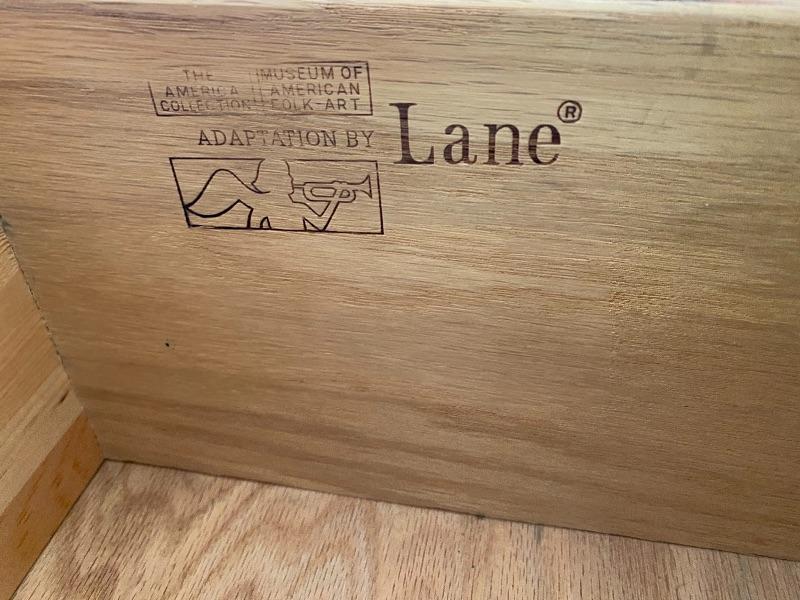 THE AMERICA COLLECTION
MUSEUM OF AMERICAN FOLK-ART
ADAPTATION BY
Lane®